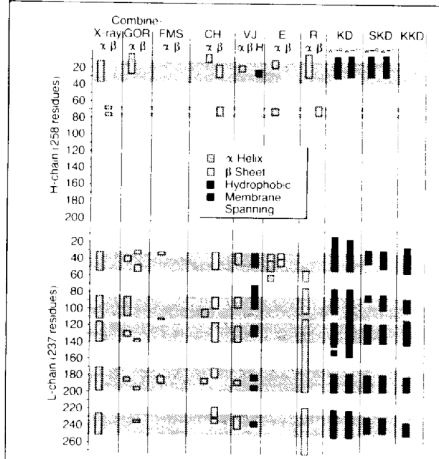 Combine-
X-ray GOR FMS CH VJ E R KD SKD KKD
α β α β α β α β α β H α β α β
20
40
60
80
100
120
140
160
180
200
H-chain (258 residues)
α Helix
β Sheet
Hydrophobic
Membrane
Spanning
20
40
60
80
100
120
140
160
180
200
220
240
260
L-chain (237 residues)